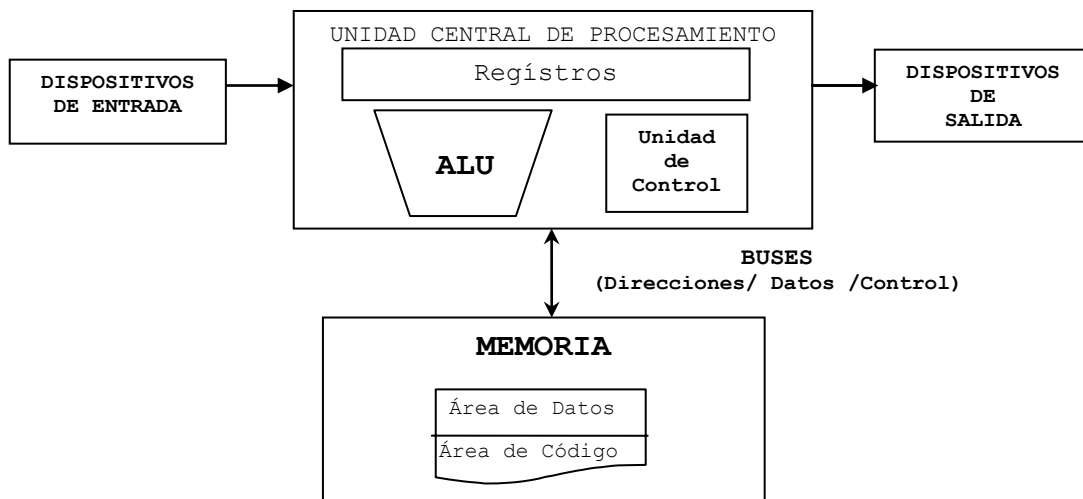 UNIDAD CENTRAL DE PROCESAMIENTO
Regístros
DISPOSITIVOS
DE ENTRADA
ALU
Unidad
de
Control
DISPOSITIVOS
DE
SALIDA
BUSES
(Direcciones/ Datos /Control)
MEMORIA
Área de Datos
Área de Código